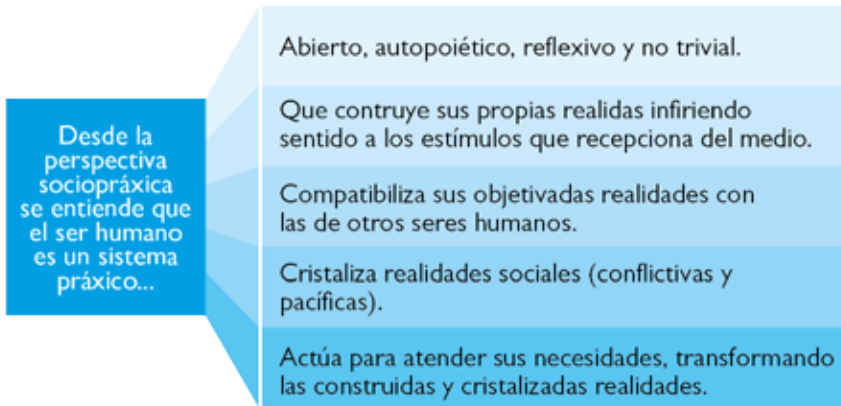 Desde la
perspectiva
sociopráxica
se entiende que
el ser humano
es un sistema
práxico...
Abierto, autopoiético, reflexivo y no trivial.
Que contruye sus propias realidas infiriendo
sentido a los estímulos que recepciona del medio.
Compatibiliza sus objetivadas realidades con
las de otros seres humanos.
Cristaliza realidades sociales (conflictivas y
pacíficas).
Actúa para atender sus necesidades, transformando
las construidas y cristalizadas realidades.